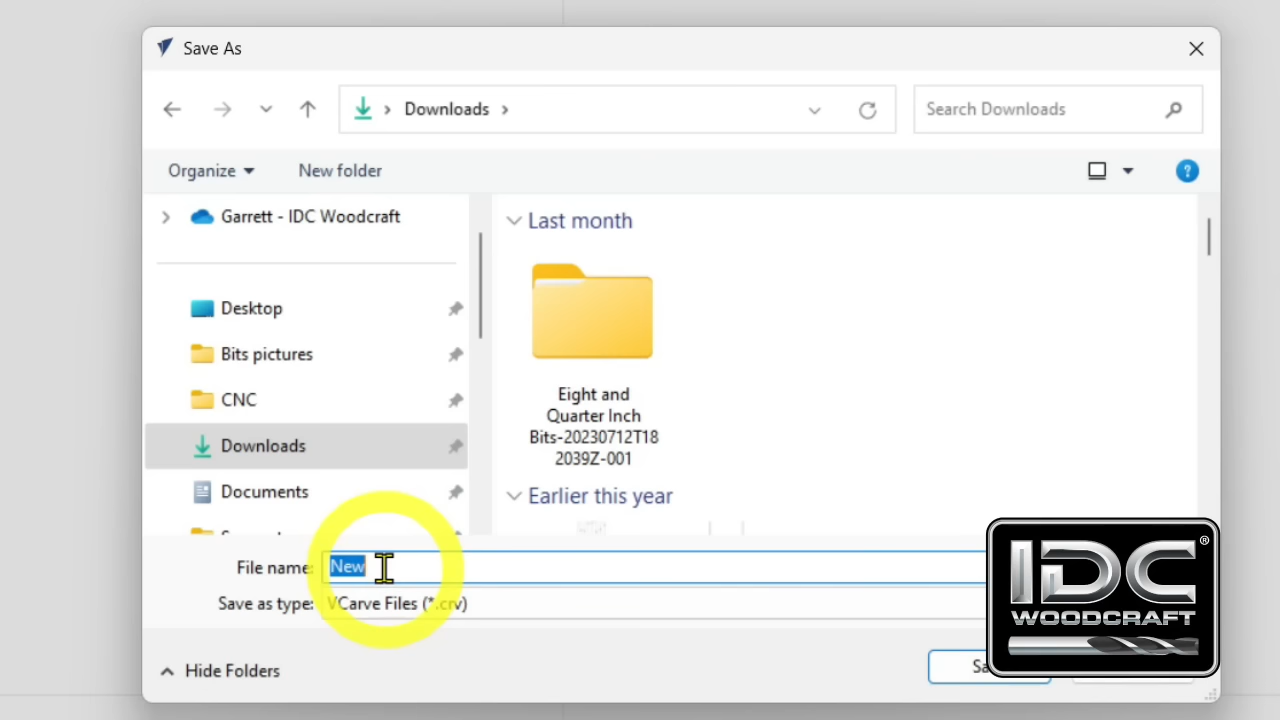 Save As
Downloads
Search Downloads
Organize
New folder
?
Garrett - IDC Woodcraft
Desktop
Bits pictures
CNC
Downloads
Documents
Last month
Eight and
Quarter Inch
Bits-20230712T18
2039Z-001
Earlier this year
File name:
New
Save as type:
VCarve Files (*.crv)
Hide Folders
IDC®
WOODCRAFT